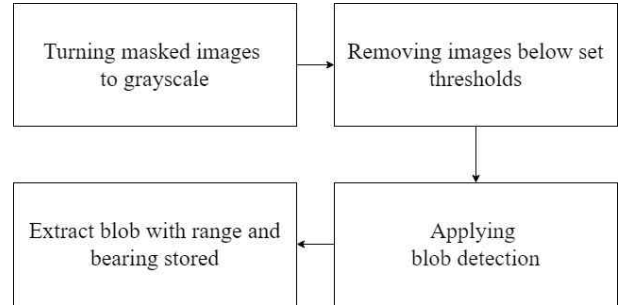 Turning masked images
to grayscale
Removing images below set
thresholds
Applying
blob detection
Extract blob with range and
bearing stored